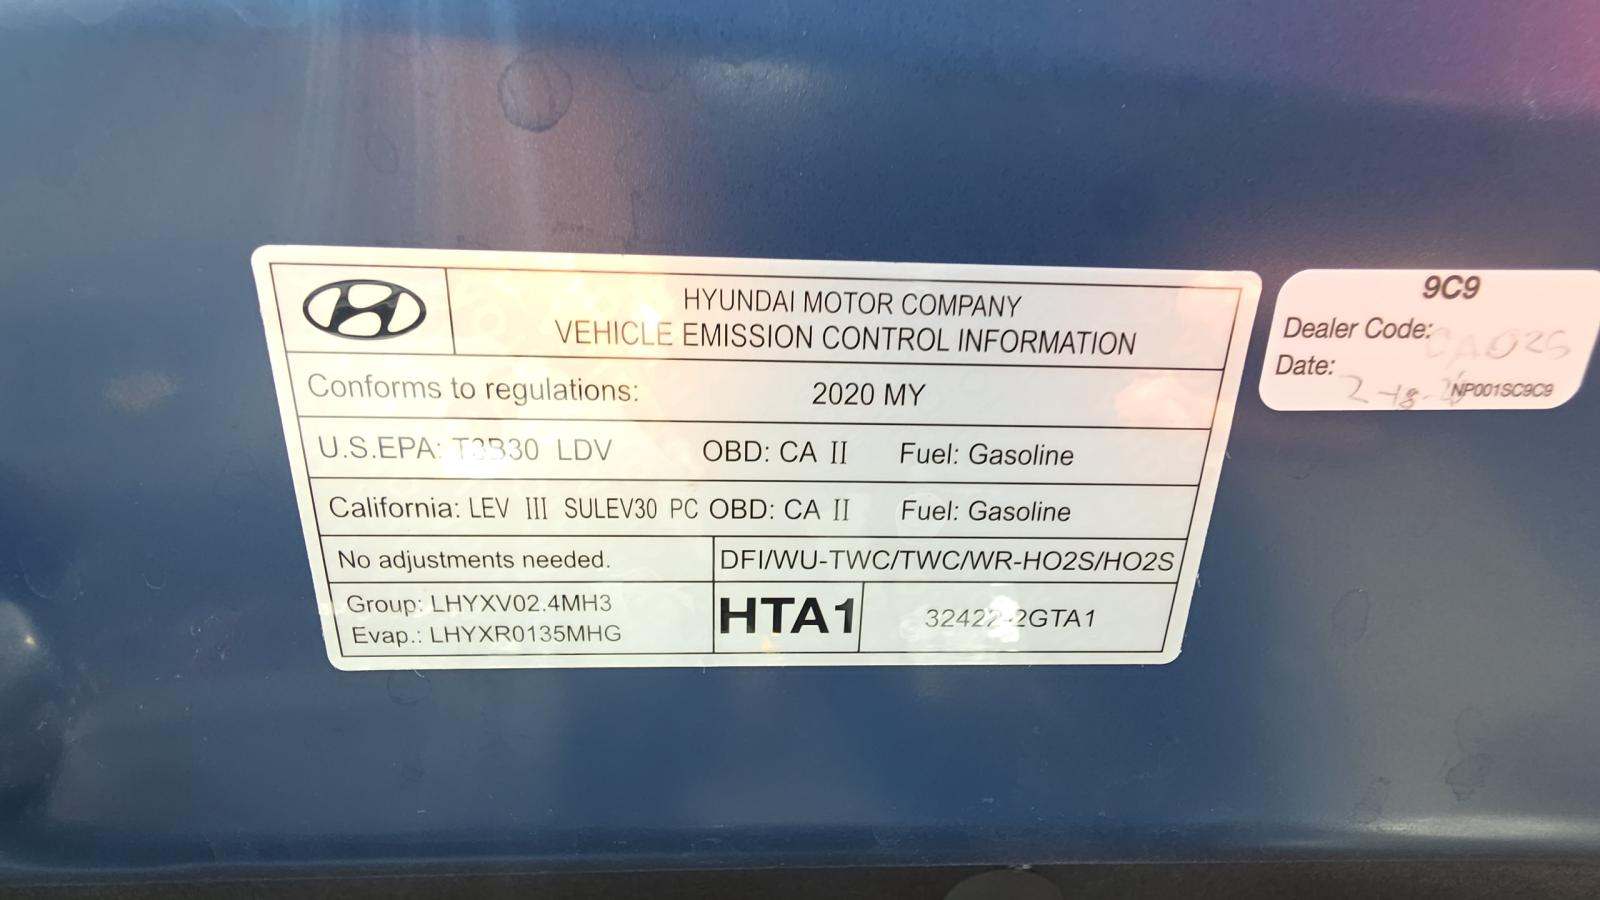 HYUNDAI MOTOR COMPANY
VEHICLE EMISSION CONTROL INFORMATION
Conforms to regulations: 2020 MY
U.S.EPA: T3B30 LDV OBD: CA II Fuel: Gasoline
California: LEV III SULEV30 PC OBD: CA II Fuel: Gasoline
No adjustments needed. DFI/WU-TWC/TWC/WR-HO2S/HO2S
Group: LHYXV02.4MH3
Evap.: LHYXR0135MHG
HTA1
32422-2GTA1
9C9
Dealer Code:
Date:
NP001SC9C9